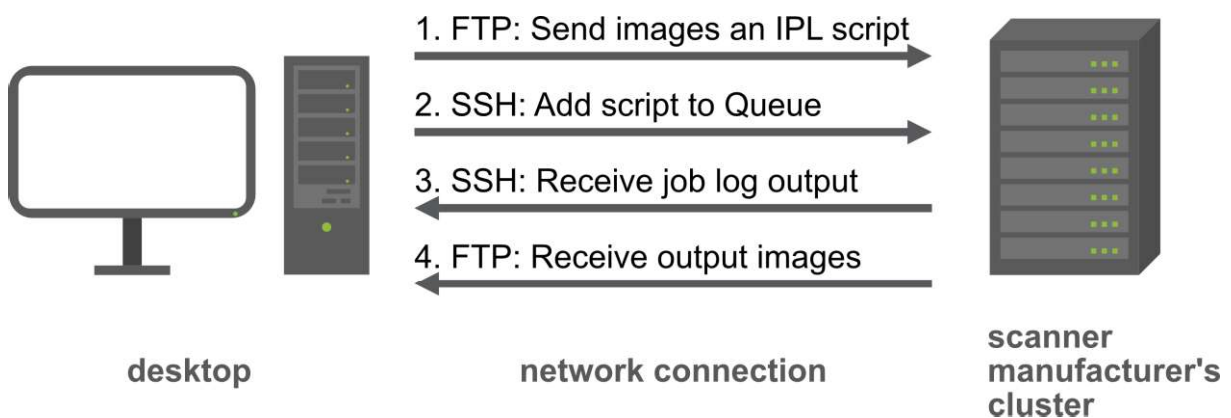 1. FTP: Send images an IPL script
2. SSH: Add script to Queue
3. SSH: Receive job log output
4. FTP: Receive output images
desktop
network connection
scanner
manufacturer's
cluster